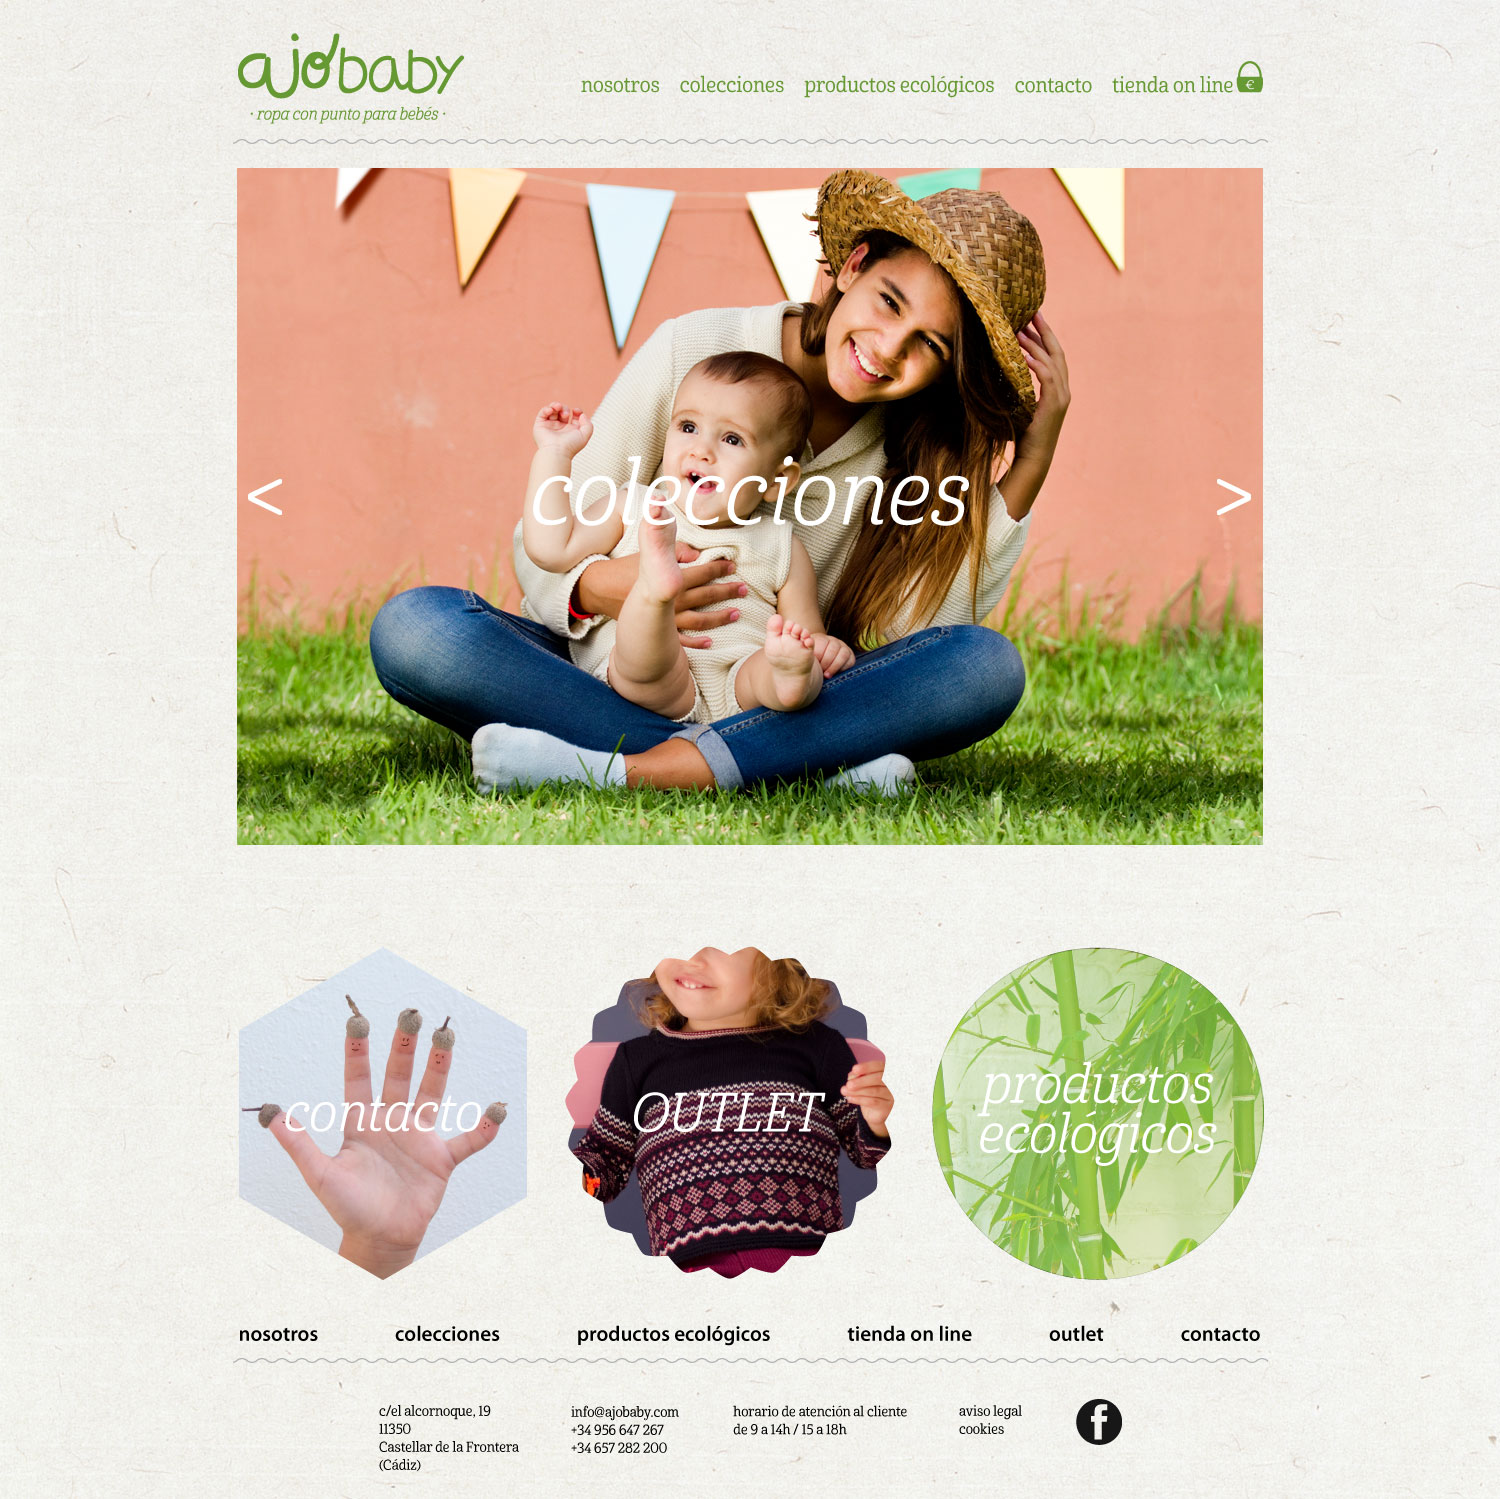 ajobaby
· ropa con punto para bebés ·
nosotros colecciones productos ecológicos contacto tienda on line €
< colecciones >
contacto
OUTLET
productos
ecológicos
nosotros colecciones productos ecológicos tienda on line outlet contacto
c/el alcornoque, 19
11350
Castellar de la Frontera
(Cádiz)
info@ajobaby.com
+34 956 647 267
+34 657 282 200
horario de atención al cliente
de 9 a 14h / 15 a 18h
aviso legal
cookies
f